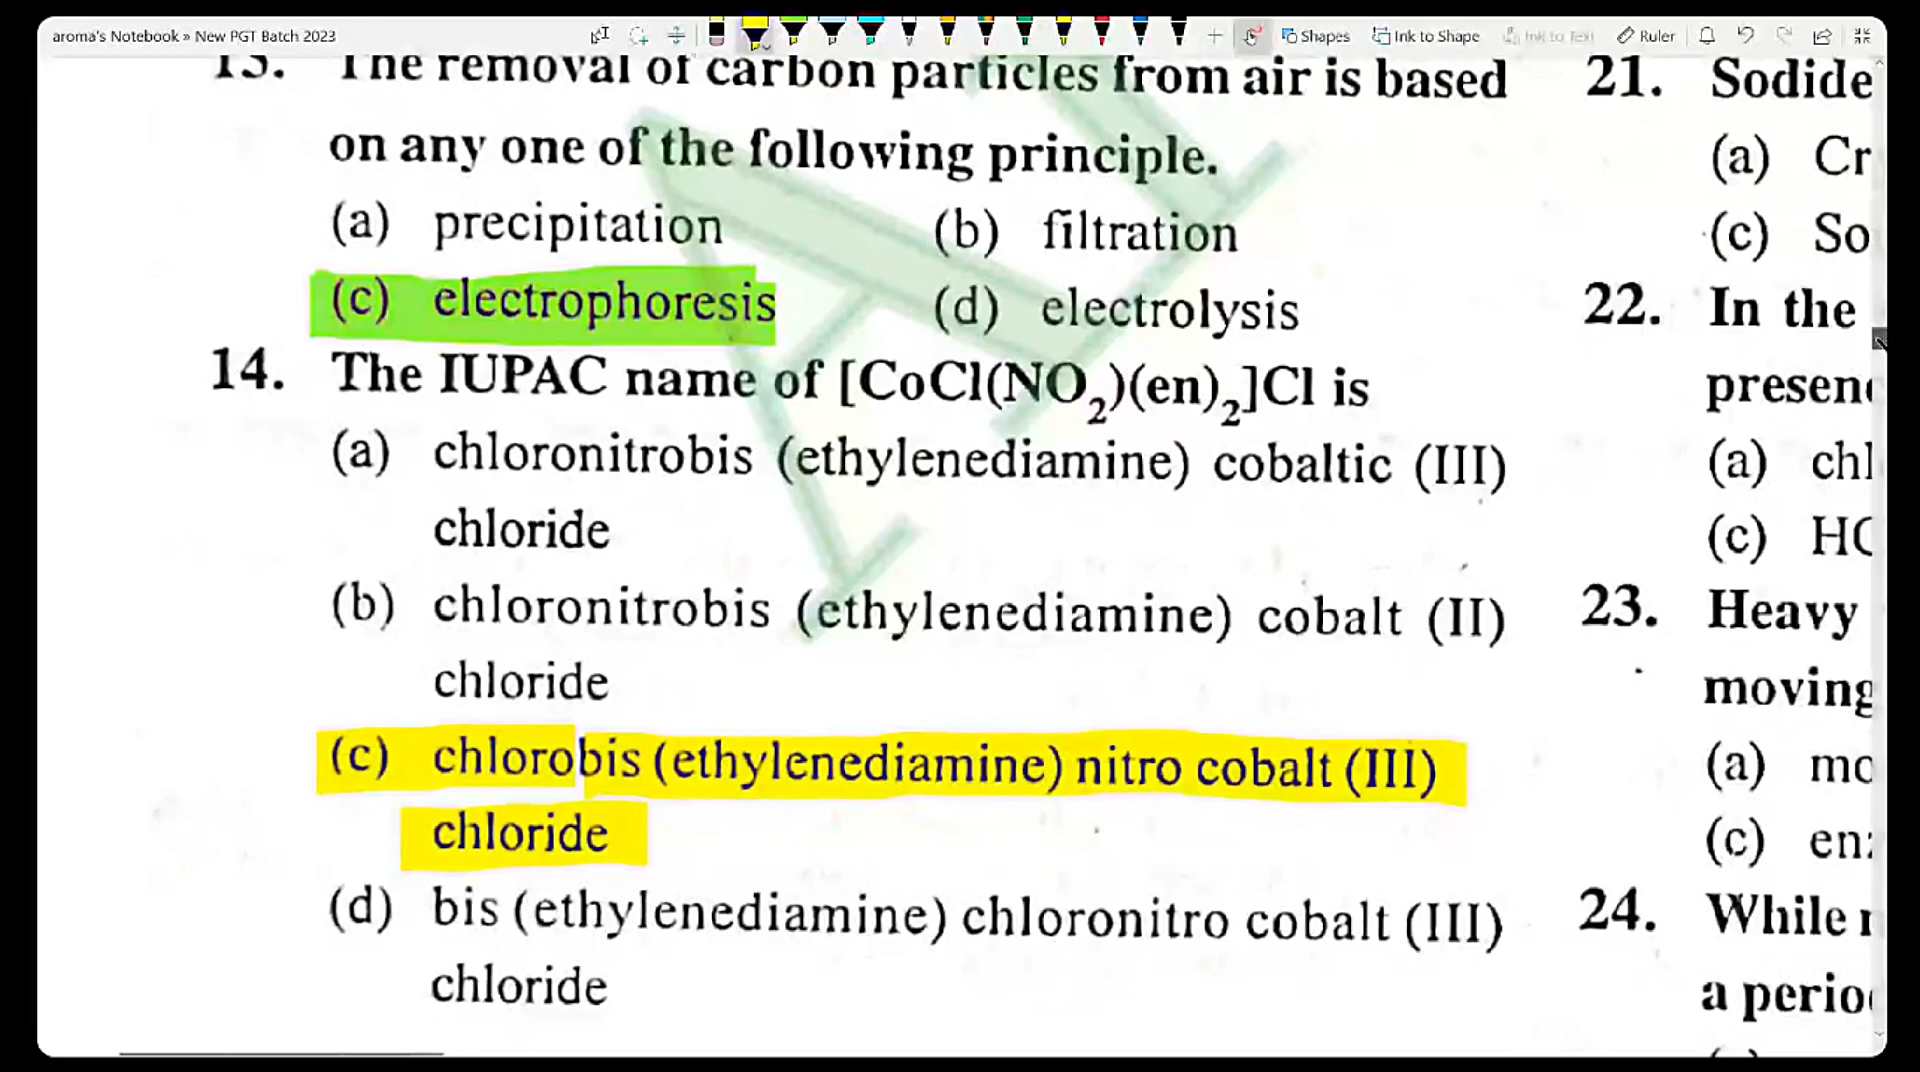 aroma's Notebook » New PGT Batch 2023
Shapes Ink to Shape Ink to Text Ruler
13. The removal of carbon particles from air is based
on any one of the following principle.
(a) precipitation (b) filtration
(c) electrophoresis (d) electrolysis
14. The IUPAC name of [CoCl(NO₂)(en)₂]Cl is
(a) chloronitrobis (ethylenediamine) cobaltic (III)
chloride
(b) chloronitrobis (ethylenediamine) cobalt (II)
chloride
(c) chlorobis (ethylenediamine) nitro cobalt (III)
chloride
(d) bis (ethylenediamine) chloronitro cobalt (III)
chloride
21. Sodide
(a) Cr
(c) So
22. In the
presen
(a) chl
(c) HC
23. Heavy
moving
(a) mo
(c) en
24. While
a perio